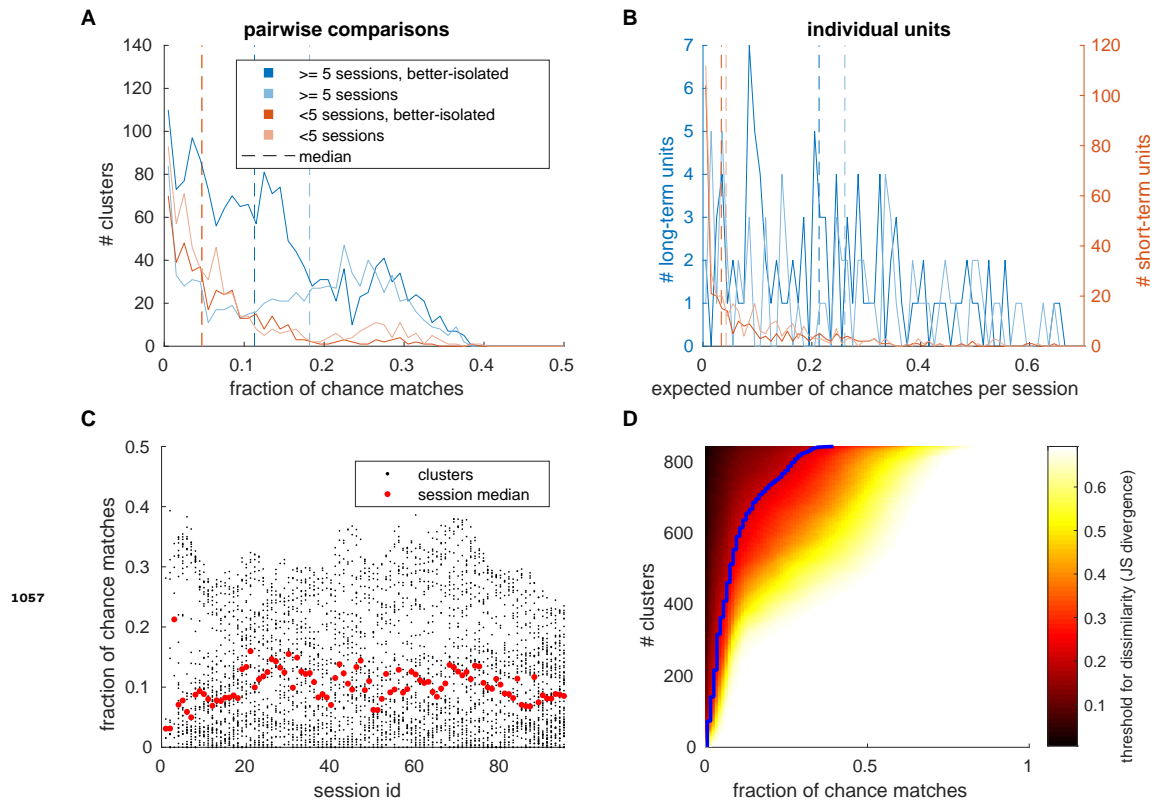 A
pairwise comparisons
140
120
100
80
60
40
20
0
# clusters
>= 5 sessions, better-isolated
>= 5 sessions
<5 sessions, better-isolated
<5 sessions
median
0
0.1
0.2
0.3
0.4
0.5
fraction of chance matches
B
individual units
7
6
5
4
3
2
1
0
# long-term units
120
100
80
60
40
20
0
# short-term units
0
0.2
0.4
0.6
expected number of chance matches per session
1057
C
0.5
0.4
0.3
0.2
0.1
0
fraction of chance matches
clusters
session median
0
20
40
60
80
session id
D
800
600
400
200
0
# clusters
0
0.5
1
fraction of chance matches
0.6
0.5
0.4
0.3
0.2
0.1
threshold for dissimilarity (JS divergence)